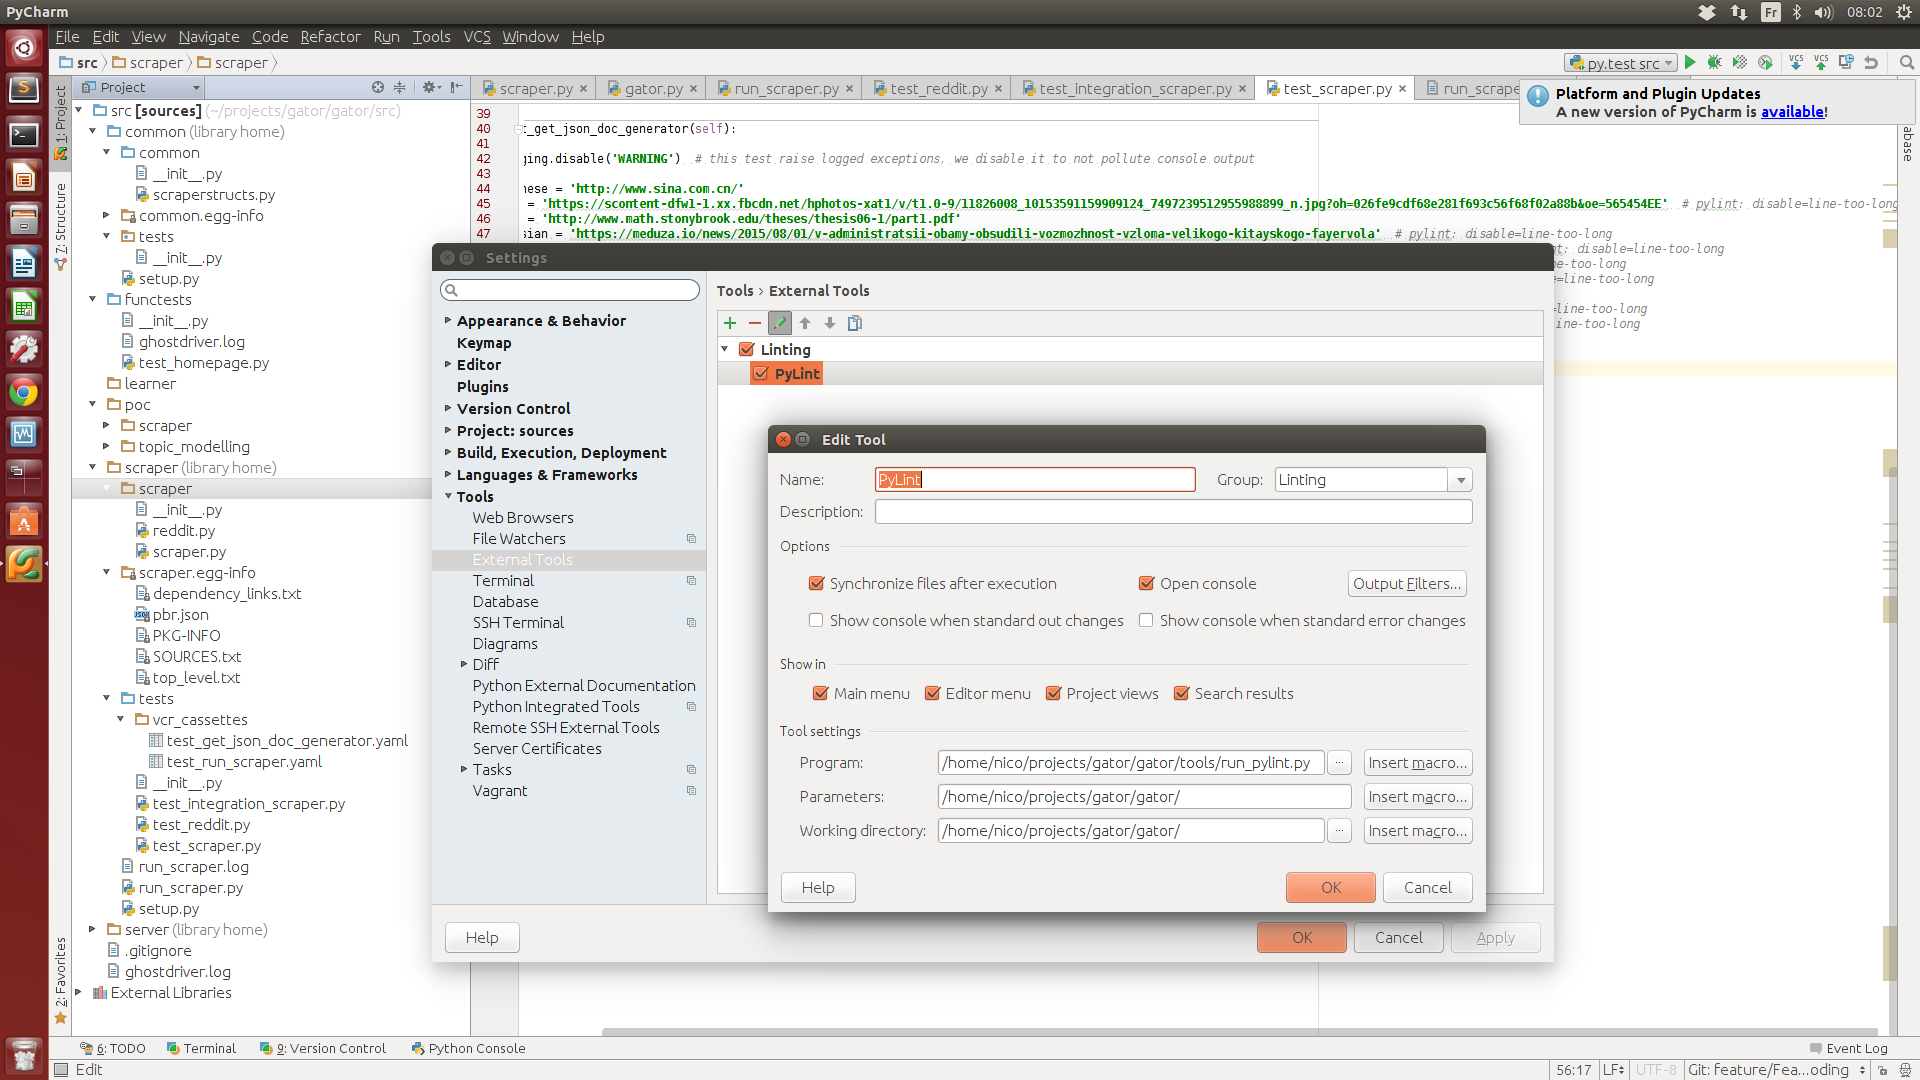 PyCharm
Fr
08:02
File Edit View Navigate Code Refactor Run Tools VCS Window Help
src scraper scraper
py.test src
VCS VCS
Project
scraper.py gator.py run_scraper.py test_reddit.py test_integration_scraper.py test_scraper.py run_scrape
Platform and Plugin Updates
A new version of PyCharm is available!
1: Project
7: Structure
2: Favorites
abase
src [sources] (~/projects/gator/gator/src)
common (library home)
common
__init__.py
scraperstructs.py
common.egg-info
tests
__init__.py
setup.py
functests
__init__.py
ghostdriver.log
test_homepage.py
learner
poc
scraper
topic_modelling
scraper (library home)
scraper
__init__.py
reddit.py
scraper.py
scraper.egg-info
dependency_links.txt
pbr.json
PKG-INFO
SOURCES.txt
top_level.txt
tests
vcr_cassettes
test_get_json_doc_generator.yaml
test_run_scraper.yaml
__init__.py
test_integration_scraper.py
test_reddit.py
test_scraper.py
run_scraper.log
run_scraper.py
setup.py
server (library home)
.gitignore
ghostdriver.log
External Libraries
39
40 t_get_json_doc_generator(self):
41
42 ging.disable('WARNING') # this test raise logged exceptions, we disable it to not pollute console output
43
44 nese = 'http://www.sina.com.cn/'
45 = 'https://scontent-dfw1-1.xx.fbcdn.net/hphotos-xat1/v/t1.0-9/11826008_10153591159909124_7497239512955988899_n.jpg?oh=026fe9cdf68e281f693c56f68f02a88b&oe=565454EE' # pylint: disable=line-too-long
46 = 'http://www.math.stonybrook.edu/theses/thesis06-1/part1.pdf'
47 sian = 'https://meduza.io/news/2015/08/01/v-administratsii-obamy-obsudili-vozmozhnost-vzloma-velikogo-kitayskogo-fayervola' # pylint: disable=line-too-long
nt: disable=line-too-long
ne-too-long
=line-too-long
line-too-long
ine-too-long
Settings
Appearance & Behavior
Keymap
Editor
Plugins
Version Control
Project: sources
Build, Execution, Deployment
Languages & Frameworks
Tools
Web Browsers
File Watchers
External Tools
Terminal
Database
SSH Terminal
Diagrams
Diff
Python External Documentation
Python Integrated Tools
Remote SSH External Tools
Server Certificates
Tasks
Vagrant
Tools › External Tools
Linting
PyLint
Edit Tool
Name: PyLint Group: Linting
Description:
Options
Synchronize files after execution Open console Output Filters...
Show console when standard out changes Show console when standard error changes
Show in
Main menu Editor menu Project views Search results
Tool settings
Program: /home/nico/projects/gator/gator/tools/run_pylint.py ... Insert macro...
Parameters: /home/nico/projects/gator/gator/ Insert macro...
Working directory: /home/nico/projects/gator/gator/ ... Insert macro...
Help OK Cancel
Help OK Cancel Apply
6: TODO Terminal 9: Version Control Python Console Event Log
Edit 56:17 LF UTF-8 Git: feature/Fea...oding